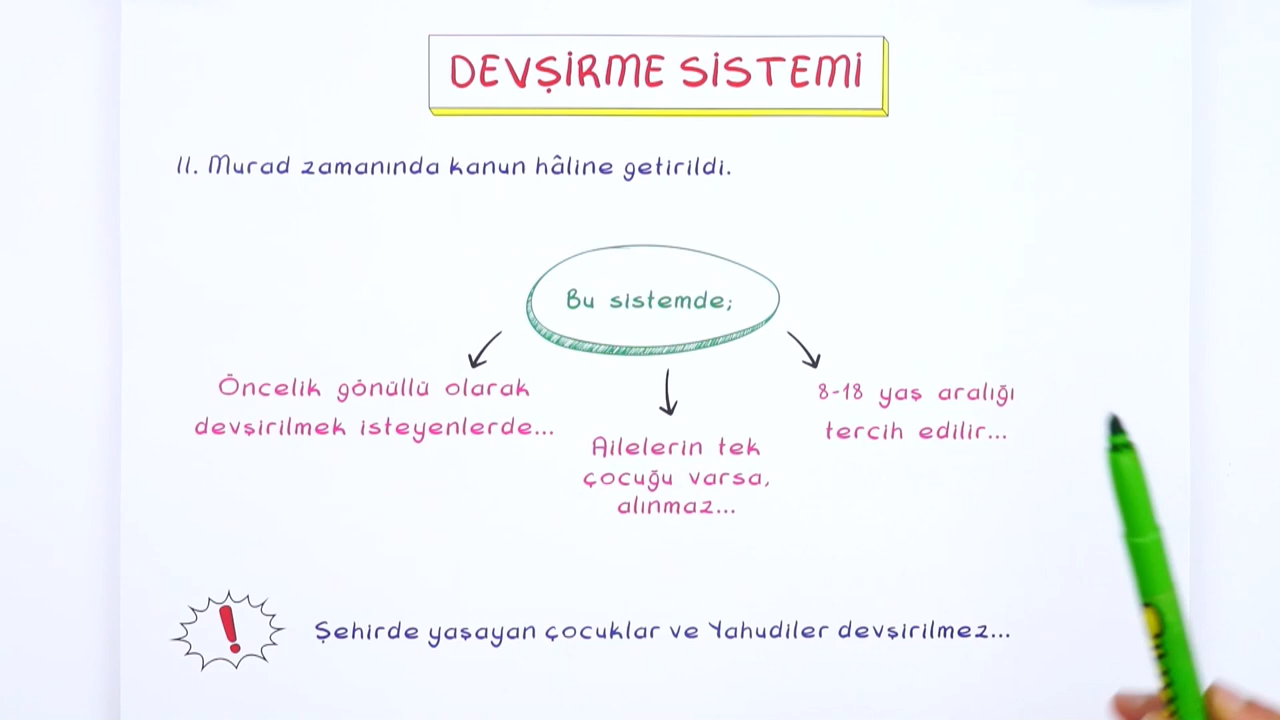 DEVŞİRME SİSTEMİ
II. Murad zamanında kanun hâline getirildi.
Bu sistemde;
Öncelik gönüllü olarak
devşirilmek isteyenlerde...
Ailelerin tek
çocuğu varsa,
alınmaz...
8-18 yaş aralığı
tercih edilir...
Şehirde yaşayan çocuklar ve Yahudiler devşirilmez...